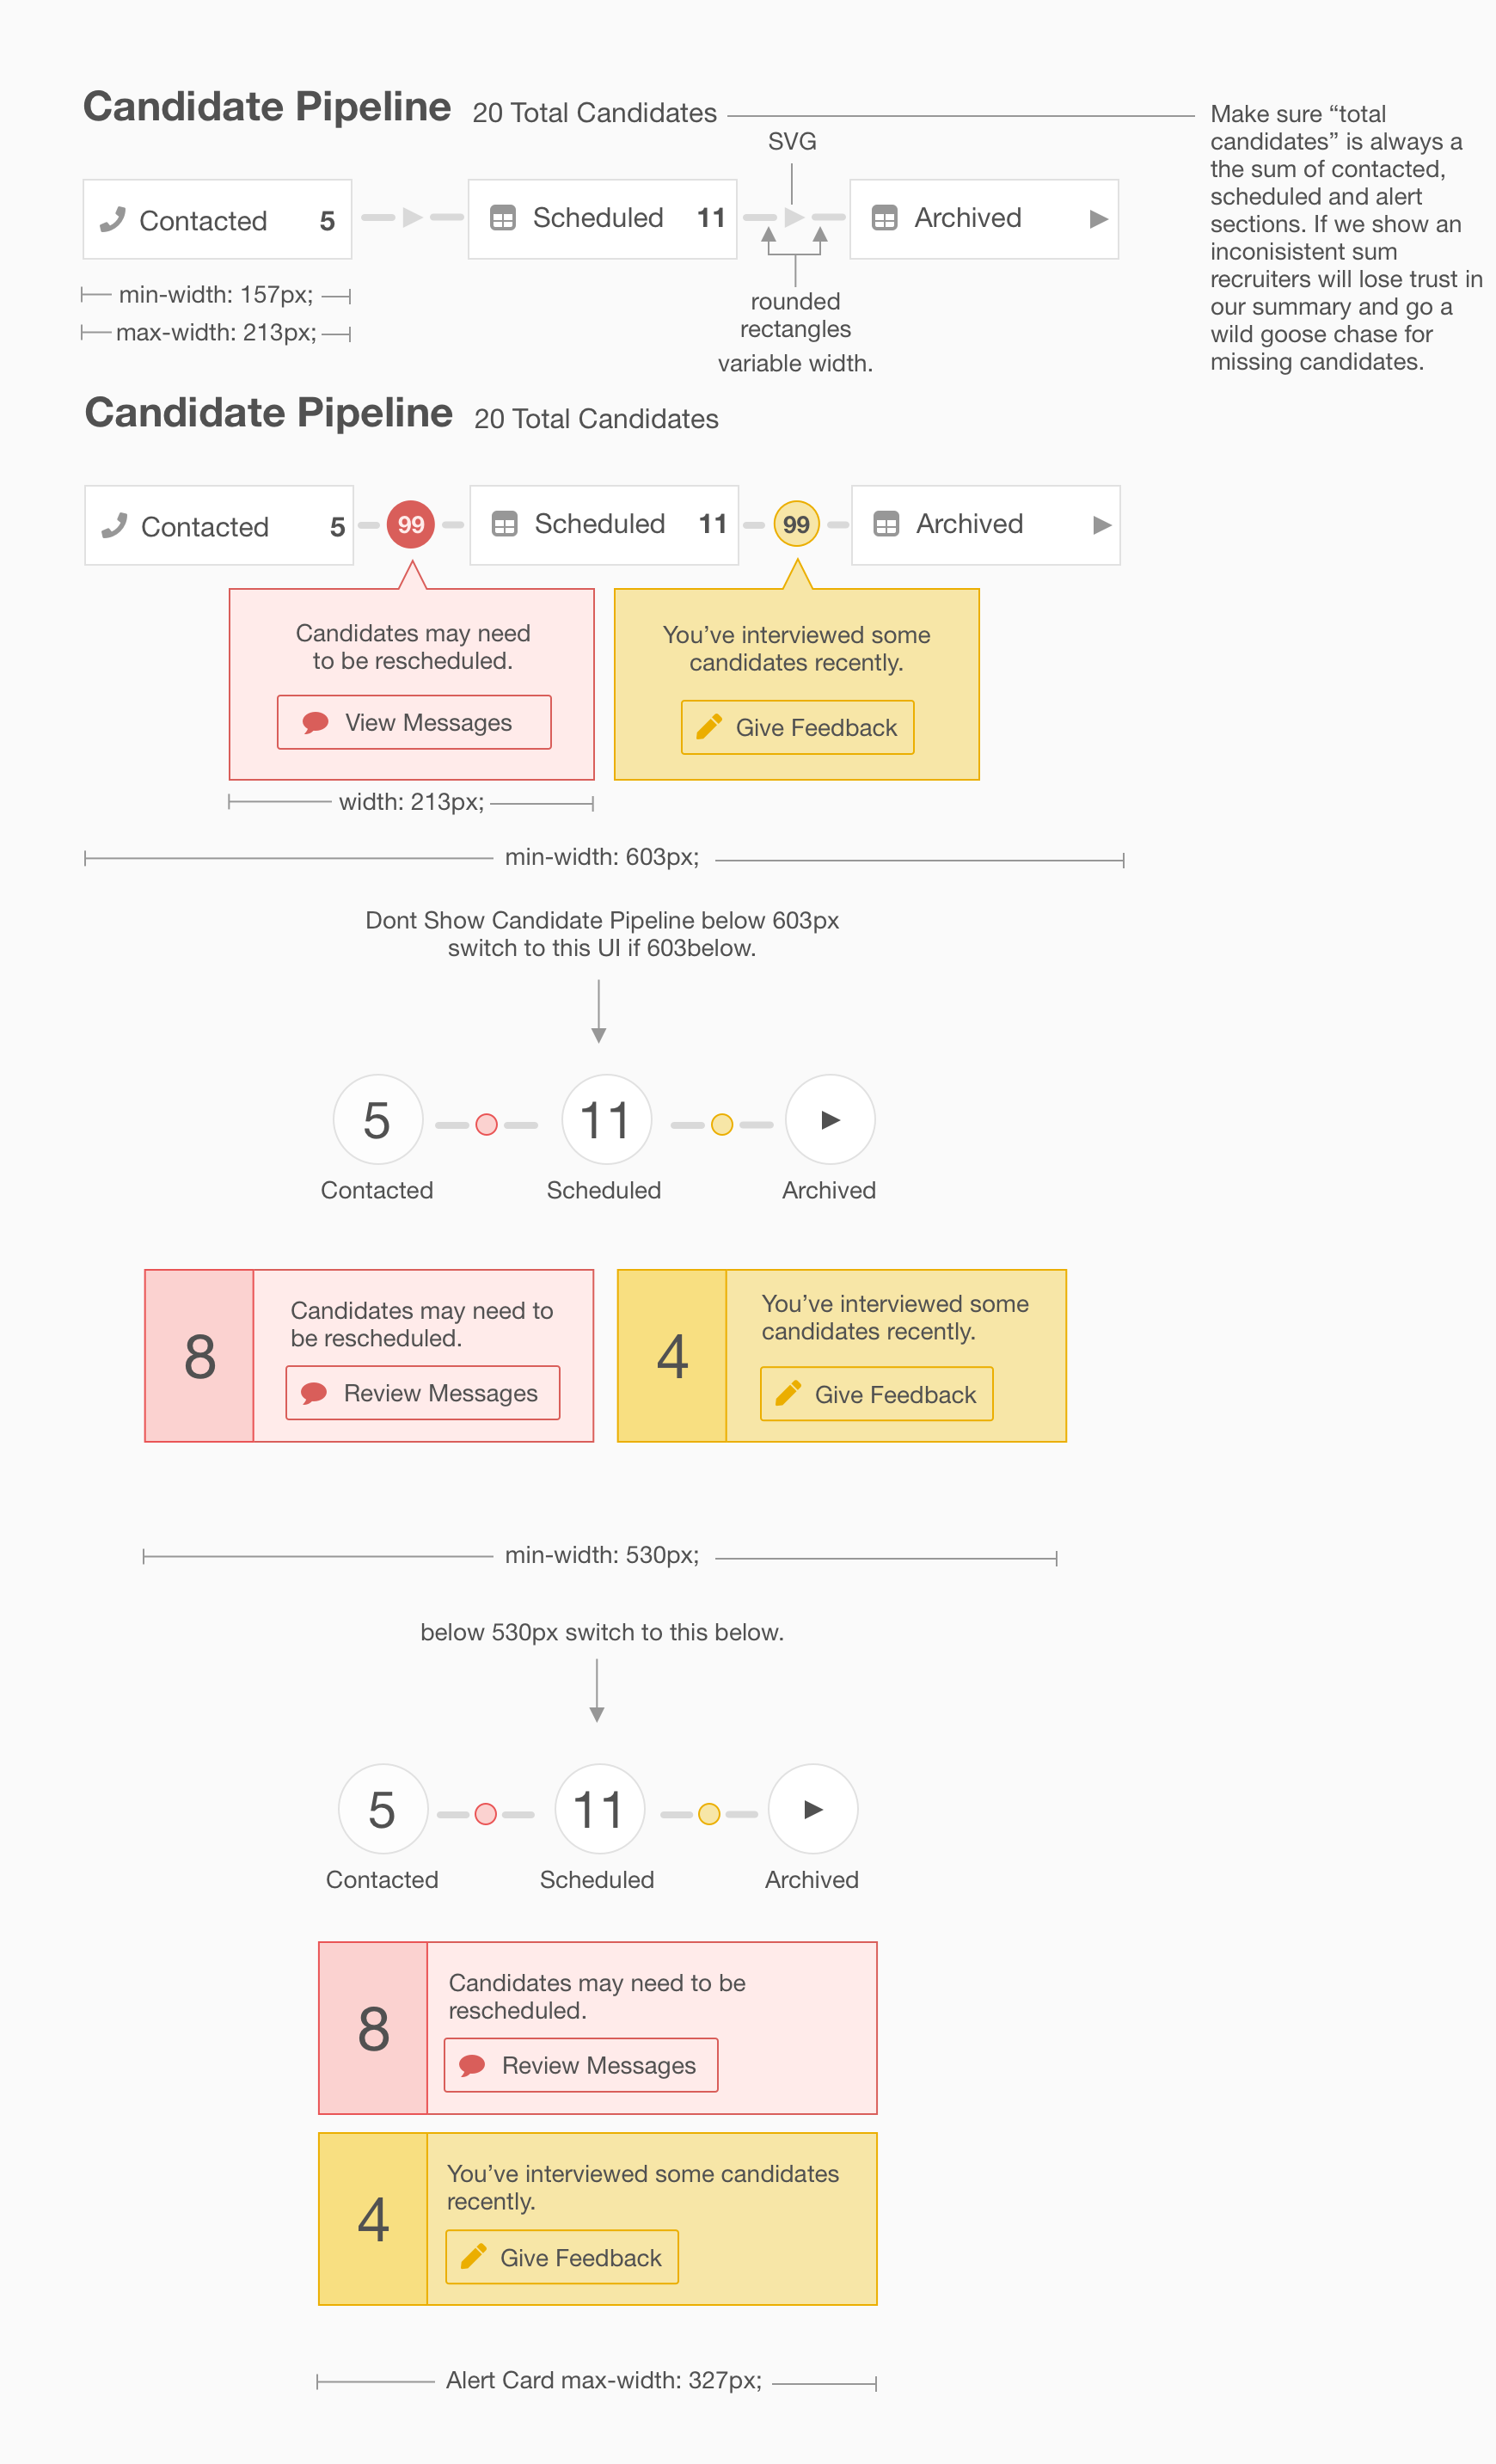 Candidate Pipeline 20 Total Candidates
SVG
Make sure “total
candidates” is always a
the sum of contacted,
scheduled and alert
sections. If we show an
inconisistent sum
recruiters will lose trust in
our summary and go a
wild goose chase for
missing candidates.
Contacted 5
Scheduled 11
Archived
min-width: 157px;
max-width: 213px;
rounded
rectangles
variable width.
Candidate Pipeline 20 Total Candidates
Contacted 5
99
Scheduled 11
99
Archived
Candidates may need
to be rescheduled.
View Messages
You’ve interviewed some
candidates recently.
Give Feedback
width: 213px;
min-width: 603px;
Dont Show Candidate Pipeline below 603px
switch to this UI if 603below.
5
11
Contacted
Scheduled
Archived
8
Candidates may need to
be rescheduled.
Review Messages
4
You’ve interviewed some
candidates recently.
Give Feedback
min-width: 530px;
below 530px switch to this below.
5
11
Contacted
Scheduled
Archived
8
Candidates may need to be
rescheduled.
Review Messages
4
You’ve interviewed some candidates
recently.
Give Feedback
Alert Card max-width: 327px;